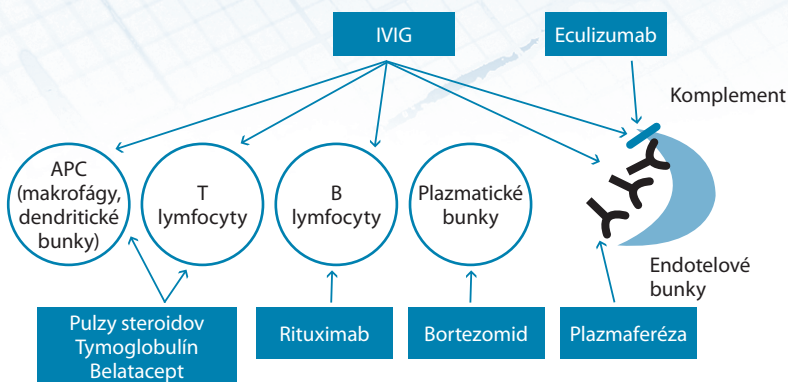 IVIG
Eculizumab
Komplement
APC
(makrofágy,
dendritické
bunky)
T
lymfocyty
B
lymfocyty
Plazmatické
bunky
Endotelové
bunky
Pulzy steroidov
Tymoglobulín
Belatacept
Rituximab
Bortezomid
Plazmaferéza